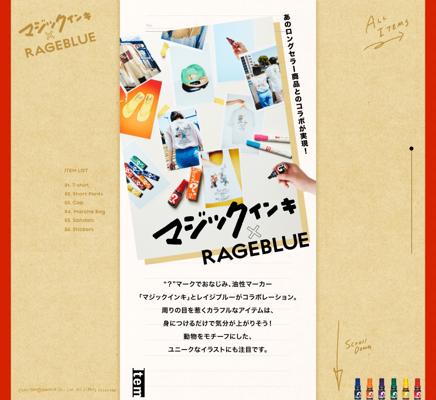 マジックインキ
×
RAGEBLUE
ALL ITEMS
あのロングセラー商品とのコラボが実現！
ITEM LIST
01. T-shirt
02. Short Pants
03. Cap
04. Marche Bag
05. Sandals
06. Stickers
マジックインキ
×
RAGEBLUE
“？”マークでおなじみ、油性マーカー
「マジックインキ」とレイジブルーがコラボレーション。
周りの目を惹くカラフルなアイテムは、
身につけるだけで気分が上がりそう！
動物をモチーフにした、
ユニークなイラストにも注目です。
Scroll Down
Item